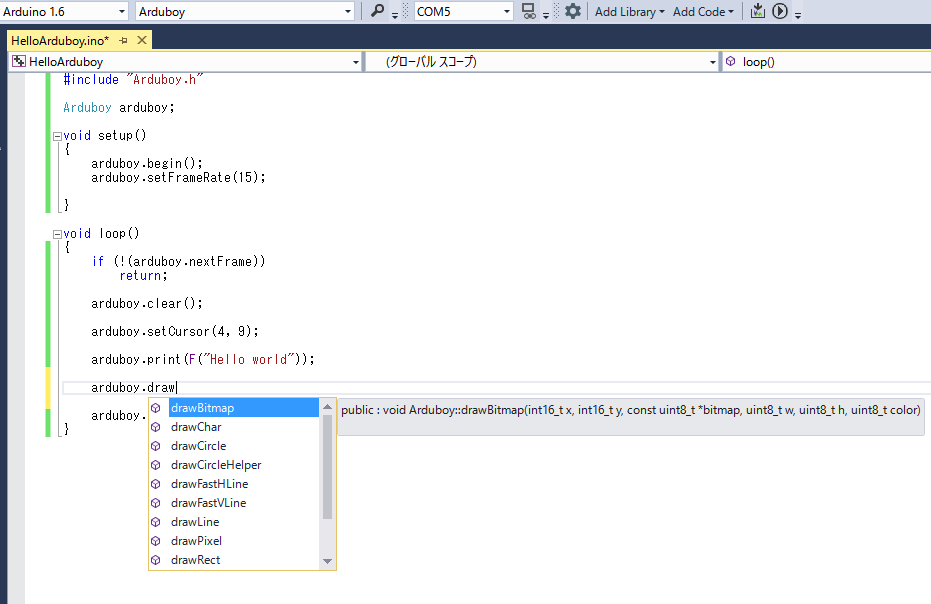 Arduino 1.6 Arduboy COM5 Add Library Add Code
HelloArduboy.ino*
HelloArduboy (グローバル スコープ) loop()
#include "Arduboy.h"
Arduboy arduboy;
void setup()
{
arduboy.begin();
arduboy.setFrameRate(15);
}
void loop()
{
if (!(arduboy.nextFrame))
return;
arduboy.clear();
arduboy.setCursor(4, 9);
arduboy.print(F("Hello world"));
arduboy.draw
drawBitmap public : void Arduboy::drawBitmap(int16_t x, int16_t y, const uint8_t *bitmap, uint8_t w, uint8_t h, uint8_t color)
arduboy.
drawChar
}
drawCircle
drawCircleHelper
drawFastHLine
drawFastVLine
drawLine
drawPixel
drawRect